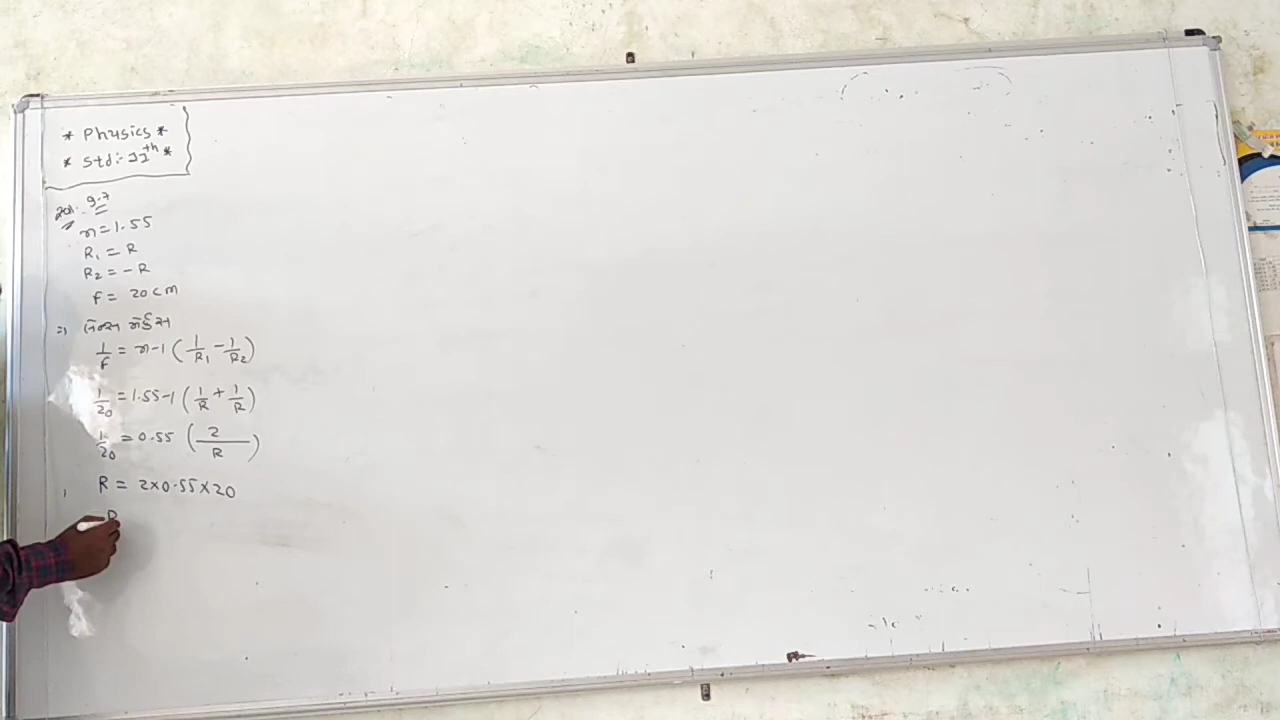 * Physics *
* Std:-11th *
9.7
n=1.55
R₁ = R
R₂ = - R
F = 20 cm
=>
1/F = n-1 (1/R₁ - 1/R₂)
1/20 = 1.55-1 (1/R + 1/R)
1/20 = 0.55 (2/R)
R = 2×0.55×20
R